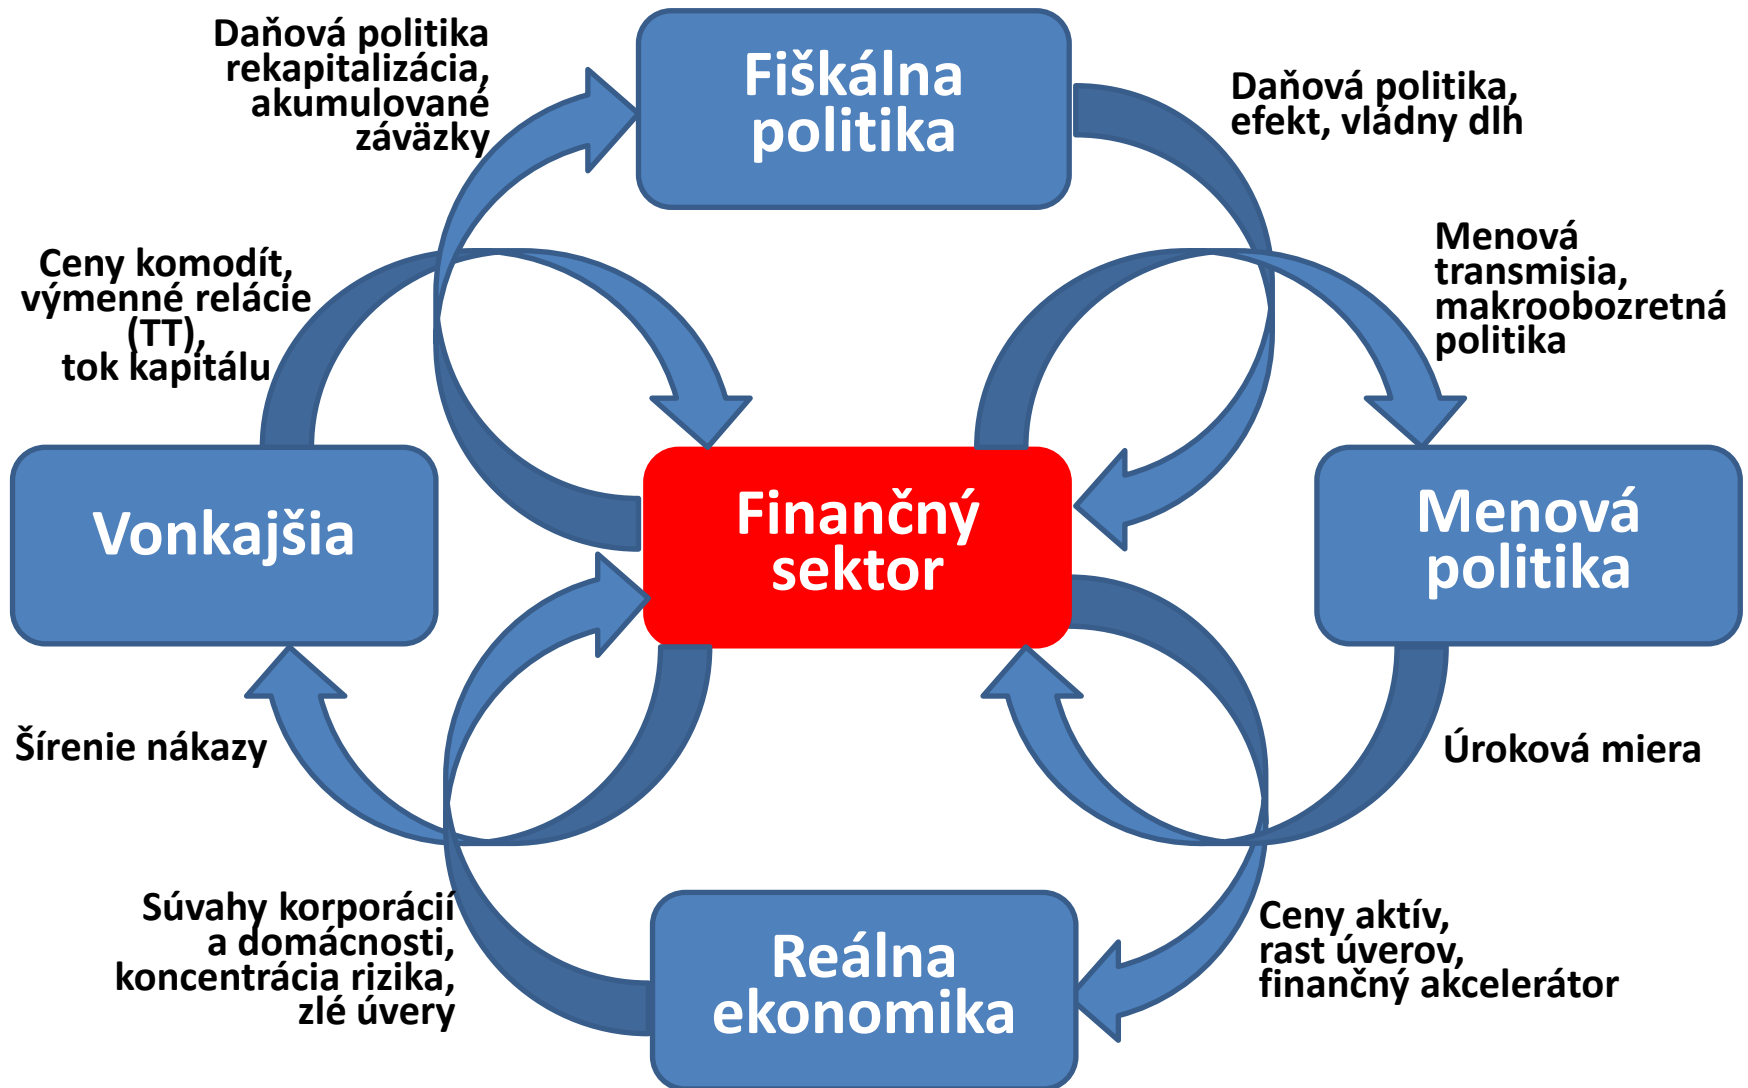 Daňová politika
rekapitalizácia,
akumulované
záväzky
Fiškálna
politika
Daňová politika,
efekt, vládny dlh
Ceny komodít,
výmenné relácie
(TT),
tok kapitálu
Menová
transmisia,
makroobozretná
politika
Vonkajšia
Finančný
sektor
Menová
politika
Šírenie nákazy
Úroková miera
Súvahy korporácií
a domácnosti,
koncentrácia rizika,
zlé úvery
Reálna
ekonomika
Ceny aktív,
rast úverov,
finančný akcelerátor